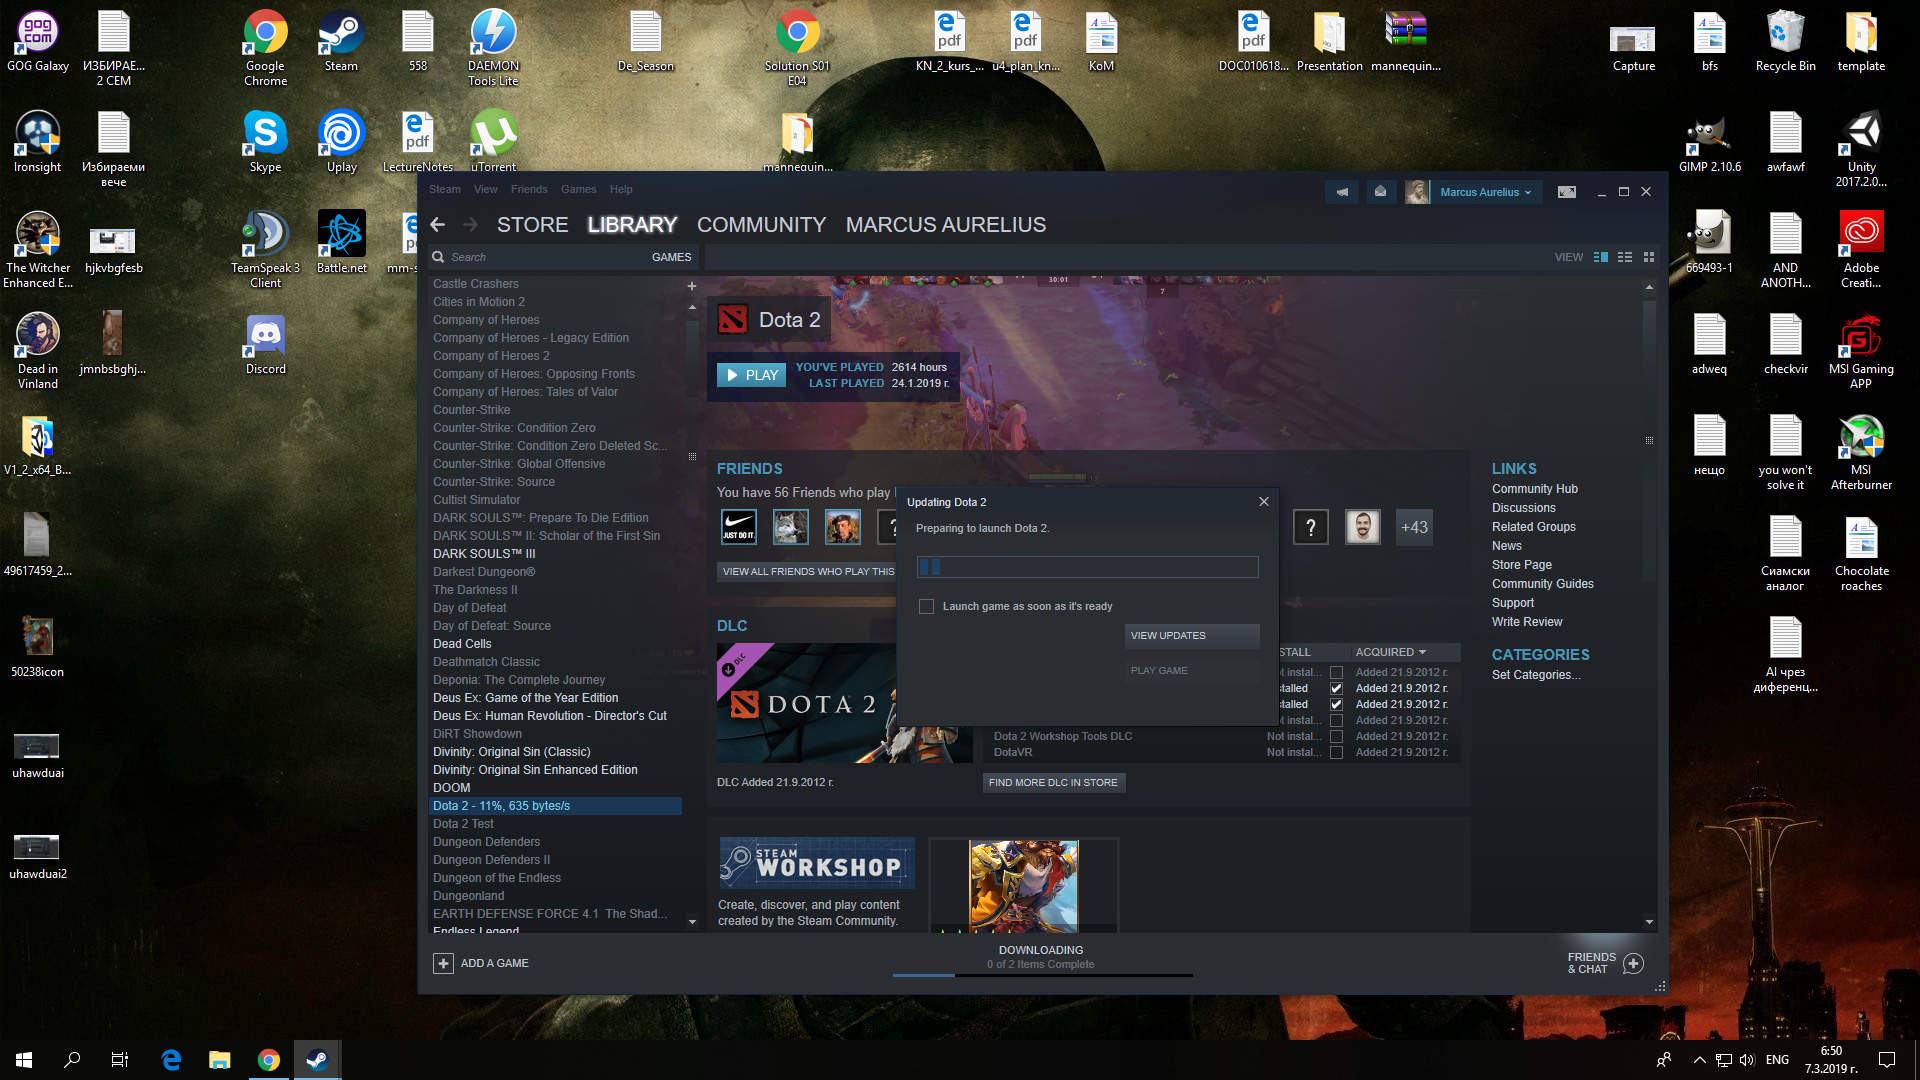 GOG Galaxy
ИЗБИРАЕ...
2 СЕМ
Google
Chrome
Steam
558
DAEMON
Tools Lite
De_Season
Solution S01
E04
KN_2_kurs_...
u4_plan_kn...
KoM
DOC010618...
Presentation
mannequin...
Capture
bfs
Recycle Bin
template
Ironsight
Избираеми
вече
Skype
Uplay
LectureNotes
uTorrent
mannequin...
GIMP 2.10.6
awfawf
Unity
2017.2.0...
The Witcher
Enhanced E...
hjkvbgfesb
TeamSpeak 3
Client
Battle.net
mm-s
669493-1
AND
ANOTH...
Adobe
Creati...
Dead in
Vinland
jmnbsbghj...
Discord
adweq
checkvir
MSI Gaming
APP
V1_2_x64_B...
нещо
you won't
solve it
MSI
Afterburner
49617459_2...
Сиамски
аналог
Chocolate
roaches
50238icon
AI чрез
диференц...
uhawduai
uhawduai2
Steam View Friends Games Help
Marcus Aurelius
STORE LIBRARY COMMUNITY MARCUS AURELIUS
Search
GAMES
VIEW
Castle Crashers
Cities in Motion 2
Company of Heroes
Company of Heroes - Legacy Edition
Company of Heroes 2
Company of Heroes: Opposing Fronts
Company of Heroes: Tales of Valor
Counter-Strike
Counter-Strike: Condition Zero
Counter-Strike: Condition Zero Deleted Sc...
Counter-Strike: Global Offensive
Counter-Strike: Source
Cultist Simulator
DARK SOULS™: Prepare To Die Edition
DARK SOULS™ II: Scholar of the First Sin
DARK SOULS™ III
Darkest Dungeon®
The Darkness II
Day of Defeat
Day of Defeat: Source
Dead Cells
Deathmatch Classic
Deponia: The Complete Journey
Deus Ex: Game of the Year Edition
Deus Ex: Human Revolution - Director's Cut
DiRT Showdown
Divinity: Original Sin (Classic)
Divinity: Original Sin Enhanced Edition
DOOM
Dota 2 - 11%, 635 bytes/s
Dota 2 Test
Dungeon Defenders
Dungeon Defenders II
Dungeon of the Endless
Dungeonland
EARTH DEFENSE FORCE 4.1 The Shad...
Endless Legend
30:01
7
Dota 2
PLAY
YOU'VE PLAYED 2614 hours
LAST PLAYED 24.1.2019 г.
FRIENDS
You have 56 Friends who play
JUST DO IT.
?
?
+43
VIEW ALL FRIENDS WHO PLAY THIS
Updating Dota 2
Preparing to launch Dota 2.
Launch game as soon as it's ready
VIEW UPDATES
PLAY GAME
DLC
DLC
DOTA 2
STALL
ACQUIRED
Not instal...
Added 21.9.2012 г.
stalled
Added 21.9.2012 г.
stalled
Added 21.9.2012 г.
ot instal...
Added 21.9.2012 г.
Dota 2 Workshop Tools DLC
Not instal...
Added 21.9.2012 г.
DotaVR
Not instal...
Added 21.9.2012 г.
DLC Added 21.9.2012 г.
FIND MORE DLC IN STORE
STEAM
WORKSHOP
Create, discover, and play content
created by the Steam Community.
LINKS
Community Hub
Discussions
Related Groups
News
Store Page
Community Guides
Support
Write Review
CATEGORIES
Set Categories...
ADD A GAME
DOWNLOADING
0 of 2 Items Complete
FRIENDS
& CHAT
ENG
6:50
7.3.2019 г.